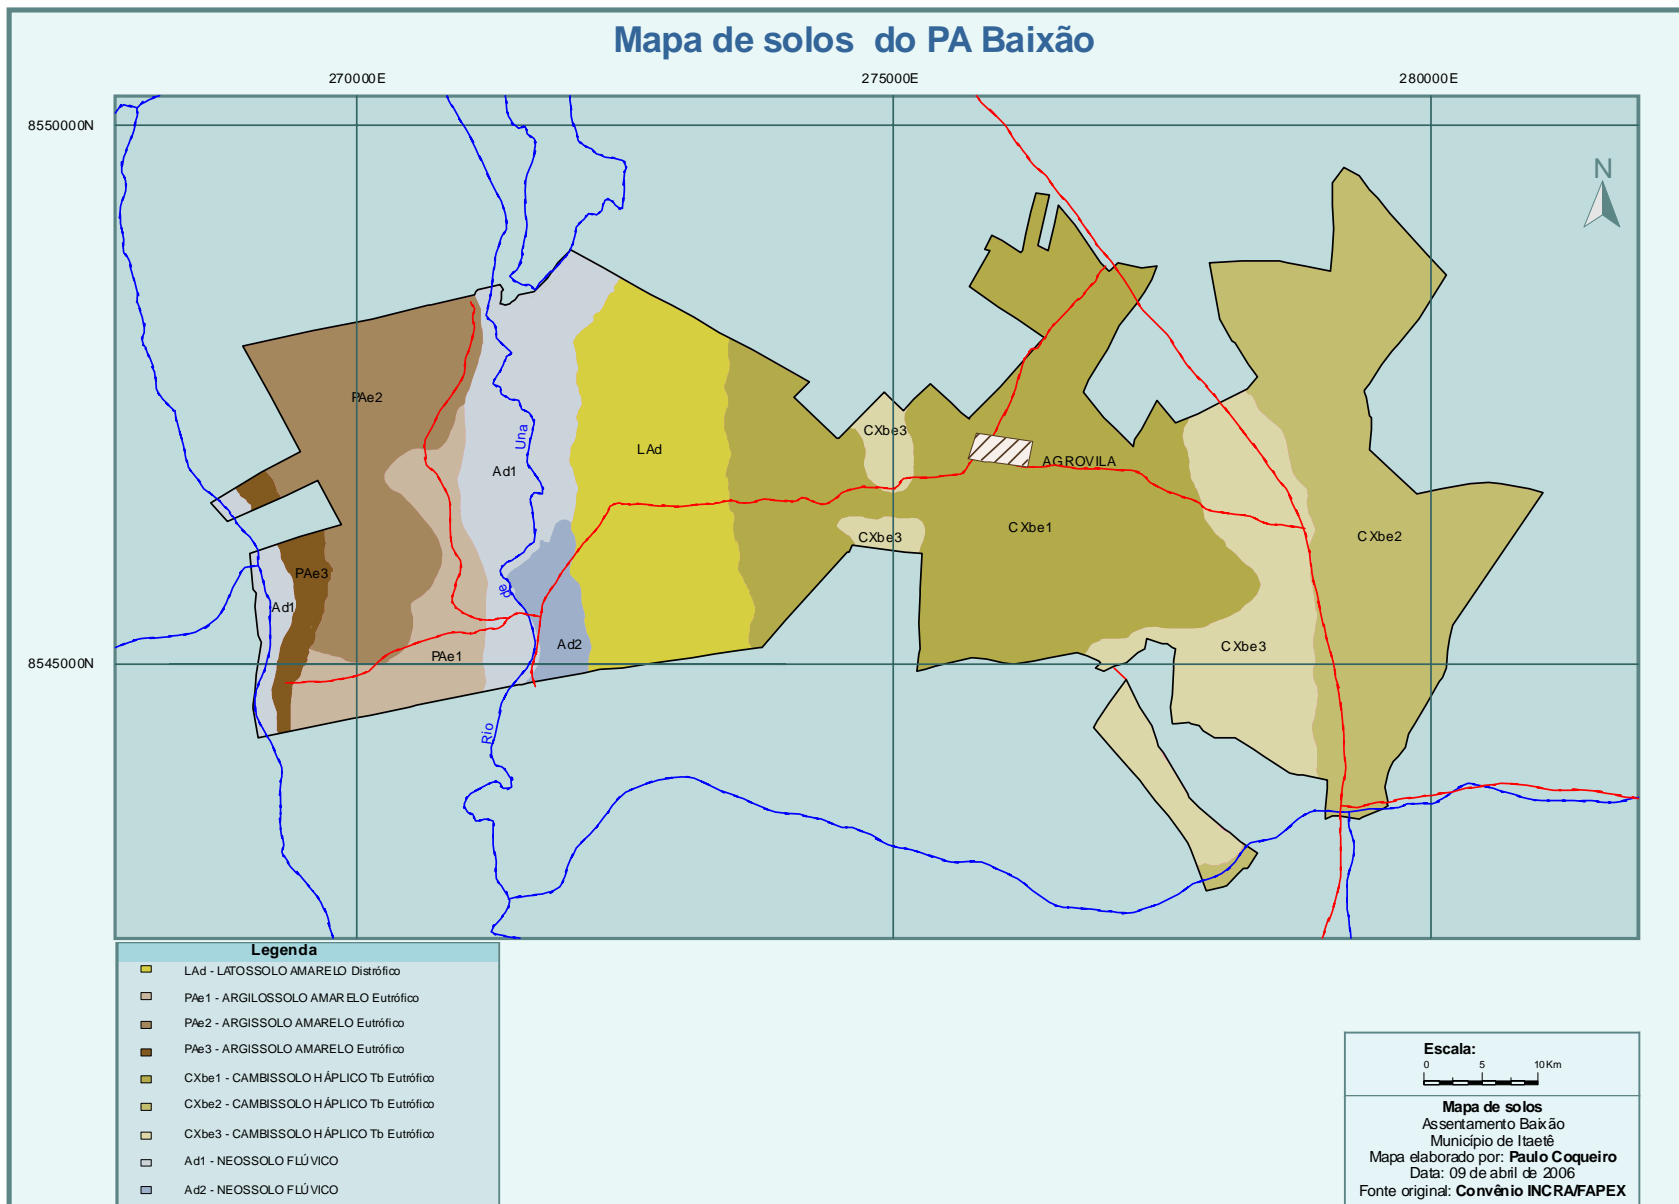 Mapa de solos do PA Baixão
270000E 275000E 280000E
8550000N
N
PAe2
CXbe3
Una
LAd
AGROVILA
Ad1
CXbe1
CXbe2
CXbe3
PAe3
de
Ad1
Ad2
CXbe3
PAe1
8545000N
Rio
Legenda
LAd - LATOSSOLO AMARELO Distrófico
PAe1 - ARGILOSSOLO AMARELO Eutrófico
PAe2 - ARGISSOLO AMARELO Eutrófico
PAe3 - ARGISSOLO AMARELO Eutrófico
CXbe1 - CAMBISSOLO HÁPLICO Tb Eutrófico
CXbe2 - CAMBISSOLO HÁPLICO Tb Eutrófico
CXbe3 - CAMBISSOLO HÁPLICO Tb Eutrófico
Ad1 - NEOSSOLO FLÚVICO
Ad2 - NEOSSOLO FLÚVICO
Escala:
0 5 10Km
Mapa de solos
Assentamento Baixão
Município de Itaetê
Mapa elaborado por: Paulo Coqueiro
Data: 09 de abril de 2006
Fonte original: Convênio INCRA/FAPEX